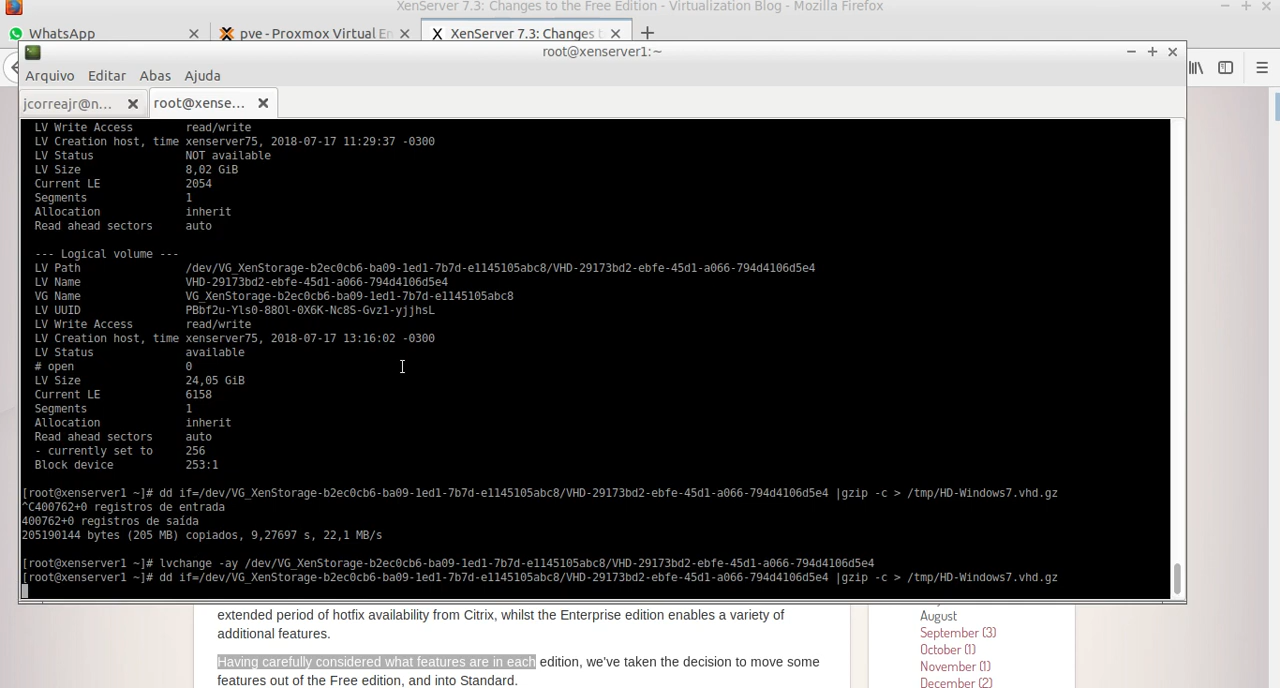 XenServer 7.3: Changes to the Free Edition - Virtualization Blog - Mozilla Firefox
WhatsApp
pve - Proxmox Virtual En
XenServer 7.3: Changes t
root@xenserver1:~
Arquivo Editar Abas Ajuda
jcorreajr@n...
root@xense...
LV Write Access read/write
LV Creation host, time xenserver75, 2018-07-17 11:29:37 -0300
LV Status NOT available
LV Size 8,02 GiB
Current LE 2054
Segments 1
Allocation inherit
Read ahead sectors auto
--- Logical volume ---
LV Path /dev/VG_XenStorage-b2ec0cb6-ba09-1ed1-7b7d-e1145105abc8/VHD-29173bd2-ebfe-45d1-a066-794d4106d5e4
LV Name VHD-29173bd2-ebfe-45d1-a066-794d4106d5e4
VG Name VG_XenStorage-b2ec0cb6-ba09-1ed1-7b7d-e1145105abc8
LV UUID PBbf2u-Yls0-88Ol-0X6K-Nc8S-Gvz1-yjjhsL
LV Write Access read/write
LV Creation host, time xenserver75, 2018-07-17 13:16:02 -0300
LV Status available
# open 0
LV Size 24,05 GiB
Current LE 6158
Segments 1
Allocation inherit
Read ahead sectors auto
- currently set to 256
Block device 253:1
[root@xenserver1 ~]# dd if=/dev/VG_XenStorage-b2ec0cb6-ba09-1ed1-7b7d-e1145105abc8/VHD-29173bd2-ebfe-45d1-a066-794d4106d5e4 |gzip -c > /tmp/HD-Windows7.vhd.gz
^C400762+0 registros de entrada
400762+0 registros de saída
205190144 bytes (205 MB) copiados, 9,27697 s, 22,1 MB/s
[root@xenserver1 ~]# lvchange -ay /dev/VG_XenStorage-b2ec0cb6-ba09-1ed1-7b7d-e1145105abc8/VHD-29173bd2-ebfe-45d1-a066-794d4106d5e4
[root@xenserver1 ~]# dd if=/dev/VG_XenStorage-b2ec0cb6-ba09-1ed1-7b7d-e1145105abc8/VHD-29173bd2-ebfe-45d1-a066-794d4106d5e4 |gzip -c > /tmp/HD-Windows7.vhd.gz
extended period of hotfix availability from Citrix, whilst the Enterprise edition enables a variety of
additional features.
Having carefully considered what features are in each edition, we've taken the decision to move some
features out of the Free edition, and into Standard.
August
September (3)
October (1)
November (1)
December (2)